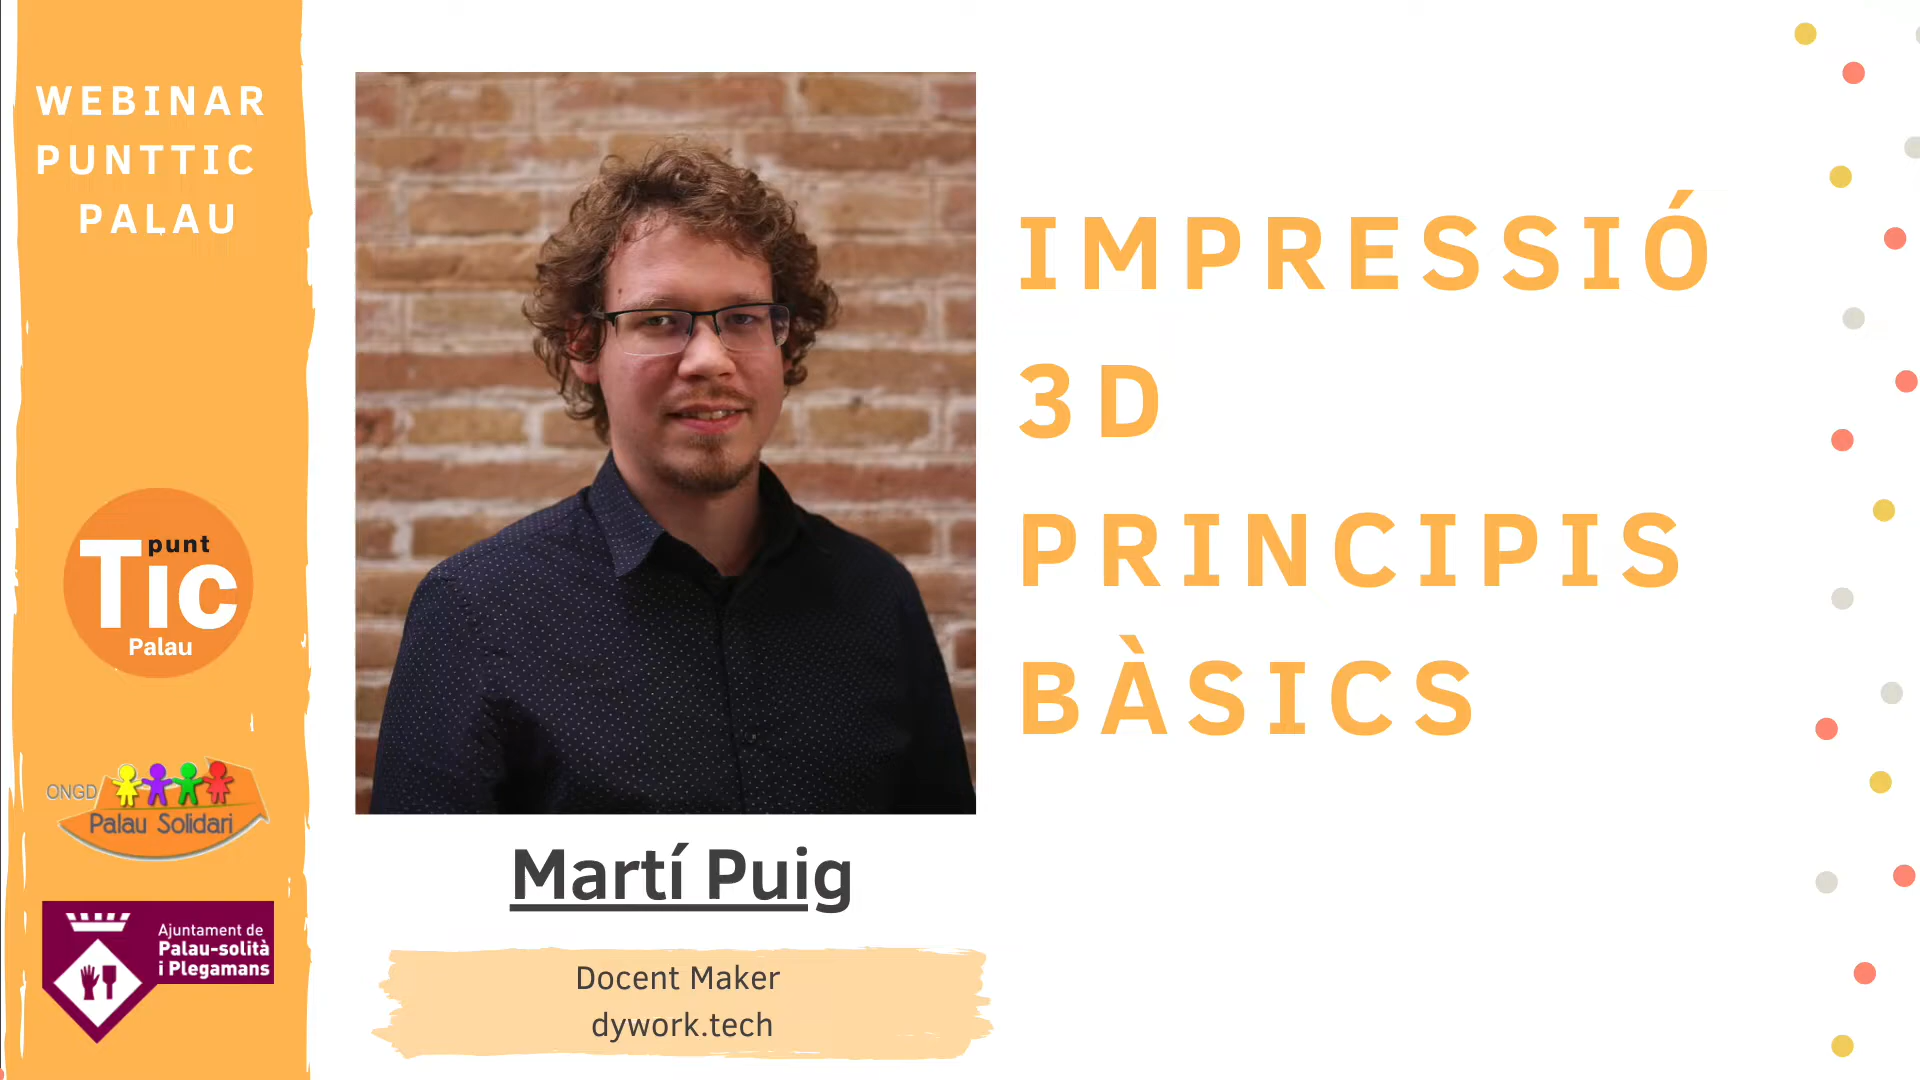 WEBINAR
PUNTTIC
PALAU
punt
Tic
Palau
ONGD
Palau Solidari
Ajuntament de
Palau-solità
i Plegamans
Martí Puig
Docent Maker
dywork.tech
IMPRESSIÓ
3D
PRINCIPIS
BÀSICS